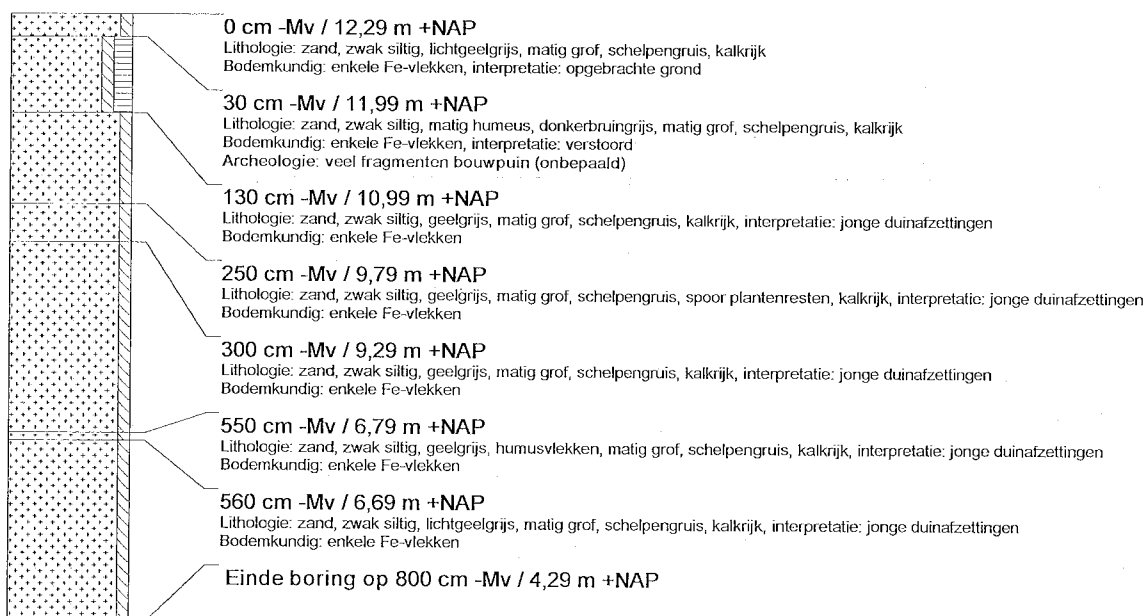 0 cm -Mv / 12,29 m +NAP
Lithologie: zand, zwak siltig, lichtgeelgrijs, matig grof, schelpengruis, kalkrijk
Bodemkundig: enkele Fe-vlekken, interpretatie: opgebrachte grond
30 cm -Mv / 11,99 m +NAP
Lithologie: zand, zwak siltig, matig humeus, donkerbruingrijs, matig grof, schelpengruis, kalkrijk
Bodemkundig: enkele Fe-vlekken, interpretatie: verstoord
Archeologie: veel fragmenten bouwpuin (onbepaald)
130 cm -Mv / 10,99 m +NAP
Lithologie: zand, zwak siltig, geelgrijs, matig grof, schelpengruis, kalkrijk, interpretatie: jonge duinafzettingen
Bodemkundig: enkele Fe-vlekken
250 cm -Mv / 9,79 m +NAP
Lithologie: zand, zwak siltig, geelgrijs, matig grof, schelpengruis, spoor plantenresten, kalkrijk, interpretatie: jonge duinafzettingen
Bodemkundig: enkele Fe-vlekken
300 cm -Mv / 9,29 m +NAP
Lithologie: zand, zwak siltig, geelgrijs, matig grof, schelpengruis, kalkrijk, interpretatie: jonge duinafzettingen
Bodemkundig: enkele Fe-vlekken
550 cm -Mv / 6,79 m +NAP
Lithologie: zand, zwak siltig, geelgrijs, humusvlekken, matig grof, schelpengruis, kalkrijk, interpretatie: jonge duinafzettingen
Bodemkundig: enkele Fe-vlekken
560 cm -Mv / 6,69 m +NAP
Lithologie: zand, zwak siltig, lichtgeelgrijs, matig grof, schelpengruis, kalkrijk, interpretatie: jonge duinafzettingen
Bodemkundig: enkele Fe-vlekken
Einde boring op 800 cm -Mv / 4,29 m +NAP